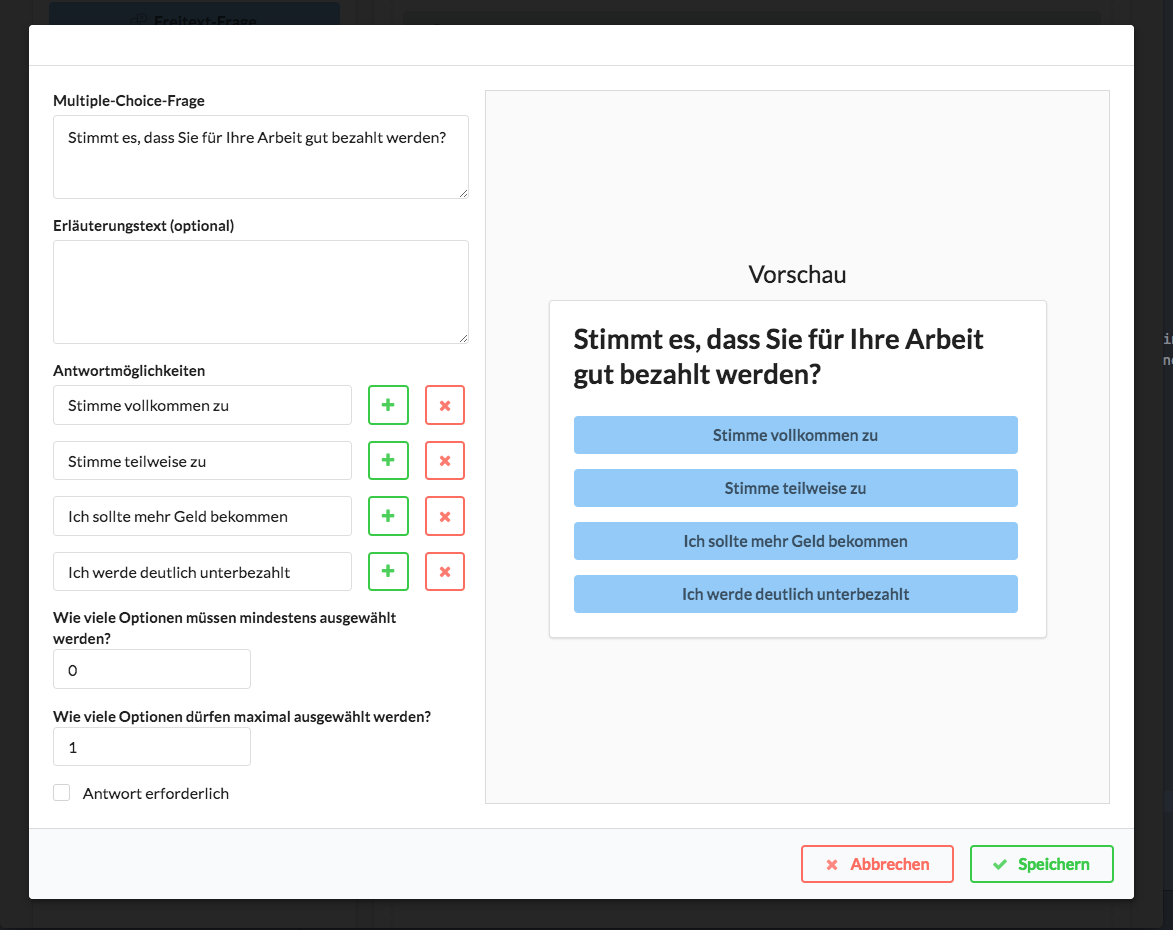 Freitext-Frage
Multiple-Choice-Frage
Stimmt es, dass Sie für Ihre Arbeit gut bezahlt werden?
Erläuterungstext (optional)
Antwortmöglichkeiten
Stimme vollkommen zu
Stimme teilweise zu
Ich sollte mehr Geld bekommen
Ich werde deutlich unterbezahlt
Wie viele Optionen müssen mindestens ausgewählt
werden?
0
Wie viele Optionen dürfen maximal ausgewählt werden?
1
Antwort erforderlich
Vorschau
Stimmt es, dass Sie für Ihre Arbeit
gut bezahlt werden?
Stimme vollkommen zu
Stimme teilweise zu
Ich sollte mehr Geld bekommen
Ich werde deutlich unterbezahlt
Abbrechen
Speichern